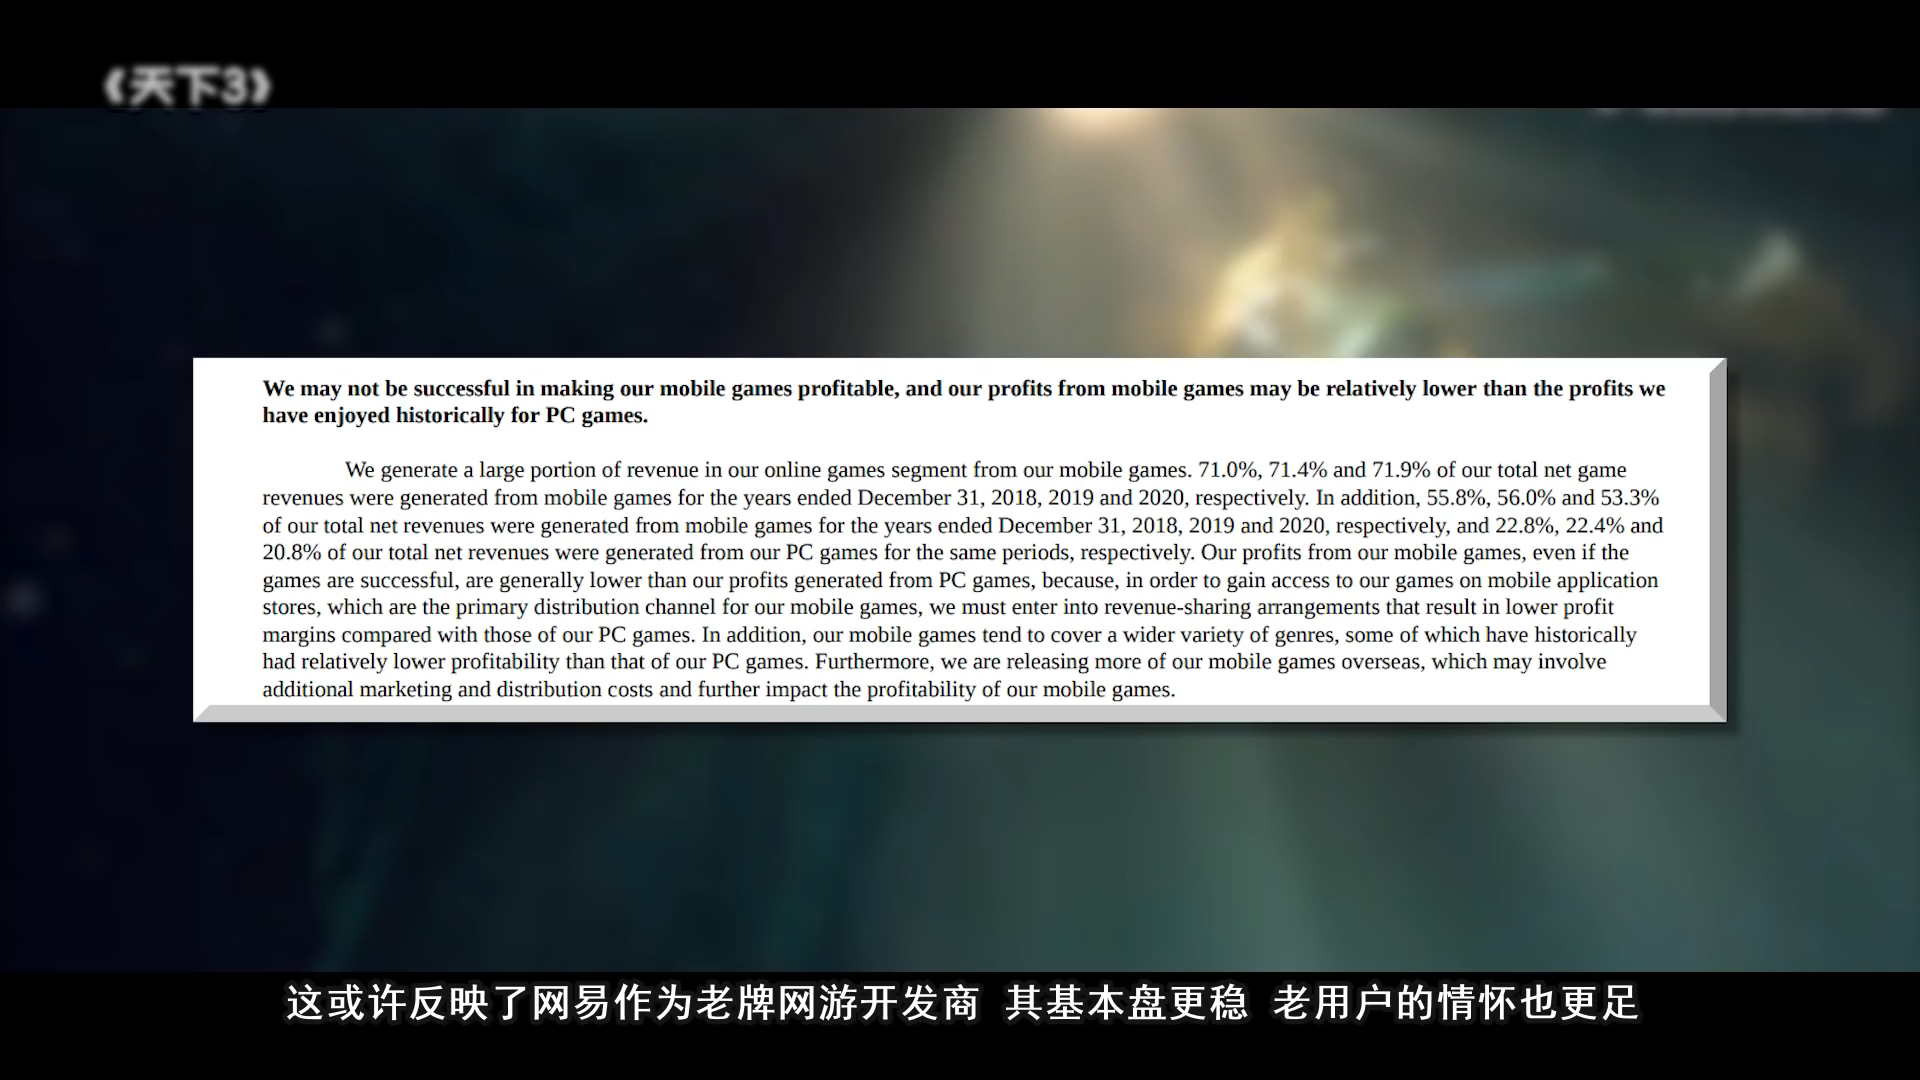 《天下3》
We may not be successful in making our mobile games profitable, and our profits from mobile games may be relatively lower than the profits we
have enjoyed historically for PC games.
We generate a large portion of revenue in our online games segment from our mobile games. 71.0%, 71.4% and 71.9% of our total net game
revenues were generated from mobile games for the years ended December 31, 2018, 2019 and 2020, respectively. In addition, 55.8%, 56.0% and 53.3%
of our total net revenues were generated from mobile games for the years ended December 31, 2018, 2019 and 2020, respectively, and 22.8%, 22.4% and
20.8% of our total net revenues were generated from our PC games for the same periods, respectively. Our profits from our mobile games, even if the
games are successful, are generally lower than our profits generated from PC games, because, in order to gain access to our games on mobile application
stores, which are the primary distribution channel for our mobile games, we must enter into revenue-sharing arrangements that result in lower profit
margins compared with those of our PC games. In addition, our mobile games tend to cover a wider variety of genres, some of which have historically
had relatively lower profitability than that of our PC games. Furthermore, we are releasing more of our mobile games overseas, which may involve
additional marketing and distribution costs and further impact the profitability of our mobile games.
这或许反映了网易作为老牌网游开发商 其基本盘更稳 老用户的情怀也更足